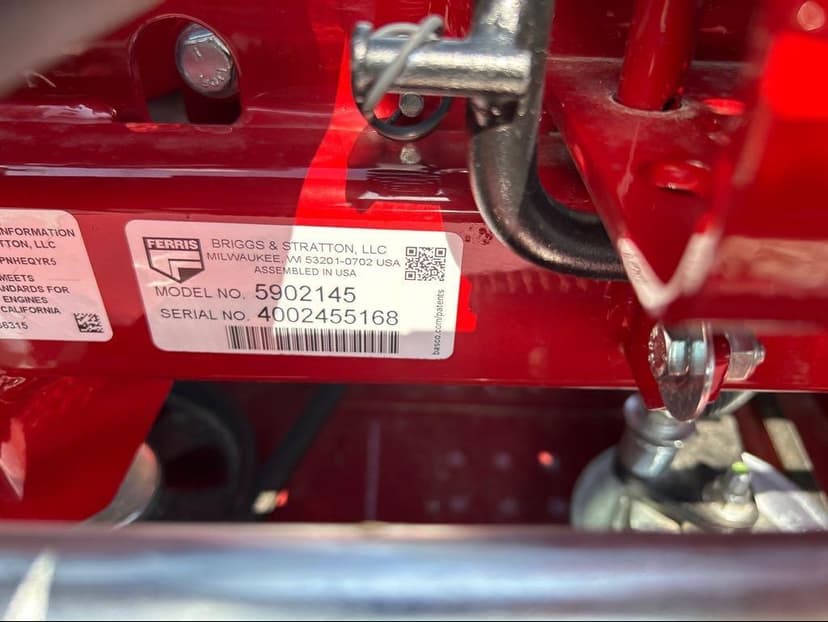 INFORMATION
TTON, LLC
PNHEQYR5
MEETS
ANDARDS FOR
ENGINES
CALIFORNIA
36315
FERRIS
BRIGGS & STRATTON, LLC
MILWAUKEE, WI 53201-0702 USA
ASSEMBLED IN USA
MODEL NO. 5902145
SERIAL NO. 4002455168
basco.com/patents